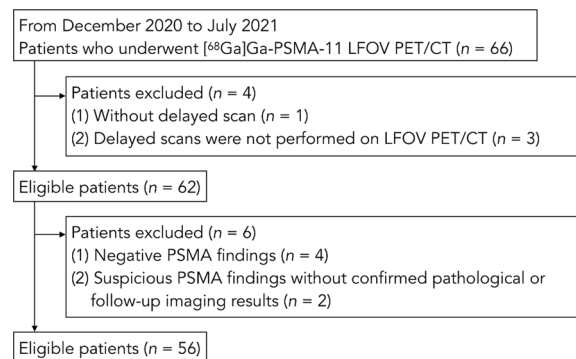 From December 2020 to July 2021
Patients who underwent [⁶⁸Ga]Ga-PSMA-11 LFOV PET/CT (n = 66)
Patients excluded (n = 4)
(1) Without delayed scan (n = 1)
(2) Delayed scans were not performed on LFOV PET/CT (n = 3)
Eligible patients (n = 62)
Patients excluded (n = 6)
(1) Negative PSMA findings (n = 4)
(2) Suspicious PSMA findings without confirmed pathological or
follow-up imaging results (n = 2)
Eligible patients (n = 56)